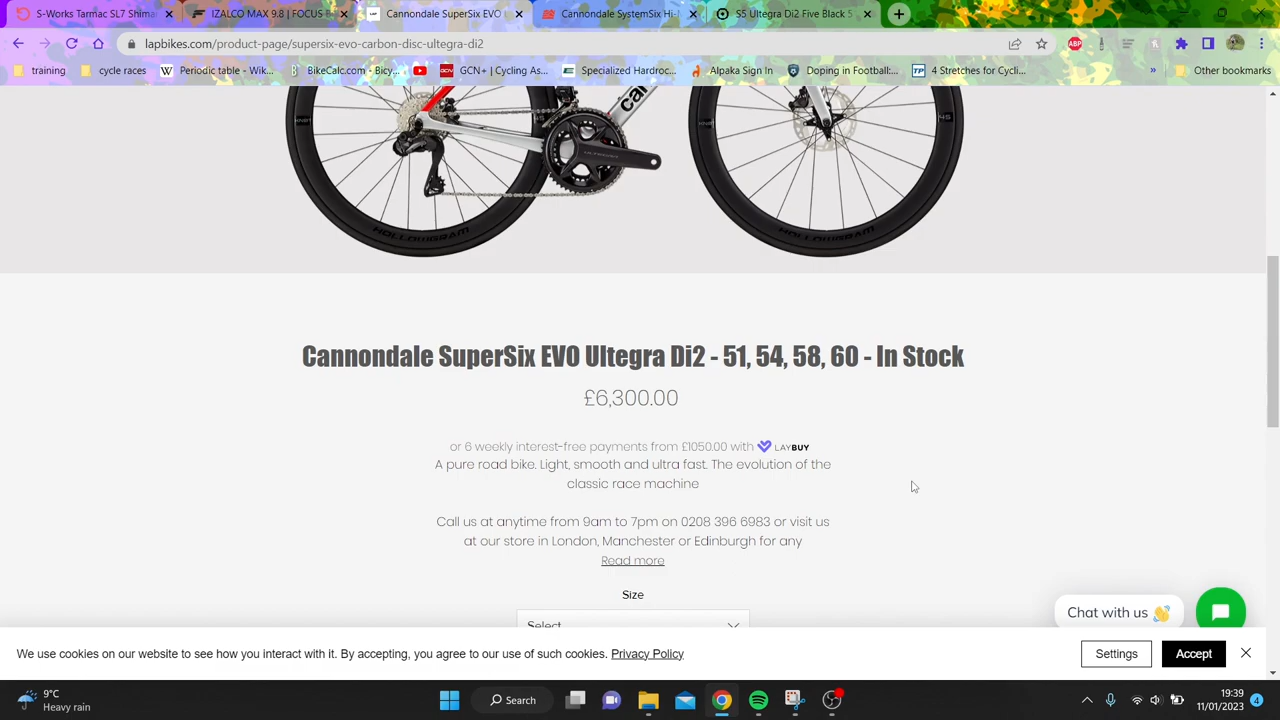 S-Works Tarmac SL7 Shima
IZALCO MAX 9.8 | FOCUS B
Cannondale SuperSix EVO U
Cannondale SystemSix Hi-M
S5 Ultegra Di2 Five Black 5
lapbikes.com/product-page/supersix-evo-carbon-disc-ultegra-di2
ABP
training
cycle races
Periodic table - Wik...
BikeCalc.com - Bicy...
GCN+ | Cycling As...
Specialized Hardroc...
Alpaka Sign In
Doping in Football:...
4 Stretches for Cycli...
»
Other bookmarks
HOLLOWGRAM
HOLLOWGRAM
Cannondale SuperSix EVO Ultegra Di2 - 51, 54, 58, 60 - In Stock
£6,300.00
or 6 weekly interest-free payments from £1050.00 with LAYBUY
A pure road bike. Light, smooth and ultra fast. The evolution of the
classic race machine
Call us at anytime from 9am to 7pm on 0208 396 6983 or visit us
at our store in London, Manchester or Edinburgh for any
Read more
Size
Select
Chat with us 👋
We use cookies on our website to see how you interact with it. By accepting, you agree to our use of such cookies. Privacy Policy
Settings
Accept
9°C
Heavy rain
Search
19:39
11/01/2023
4